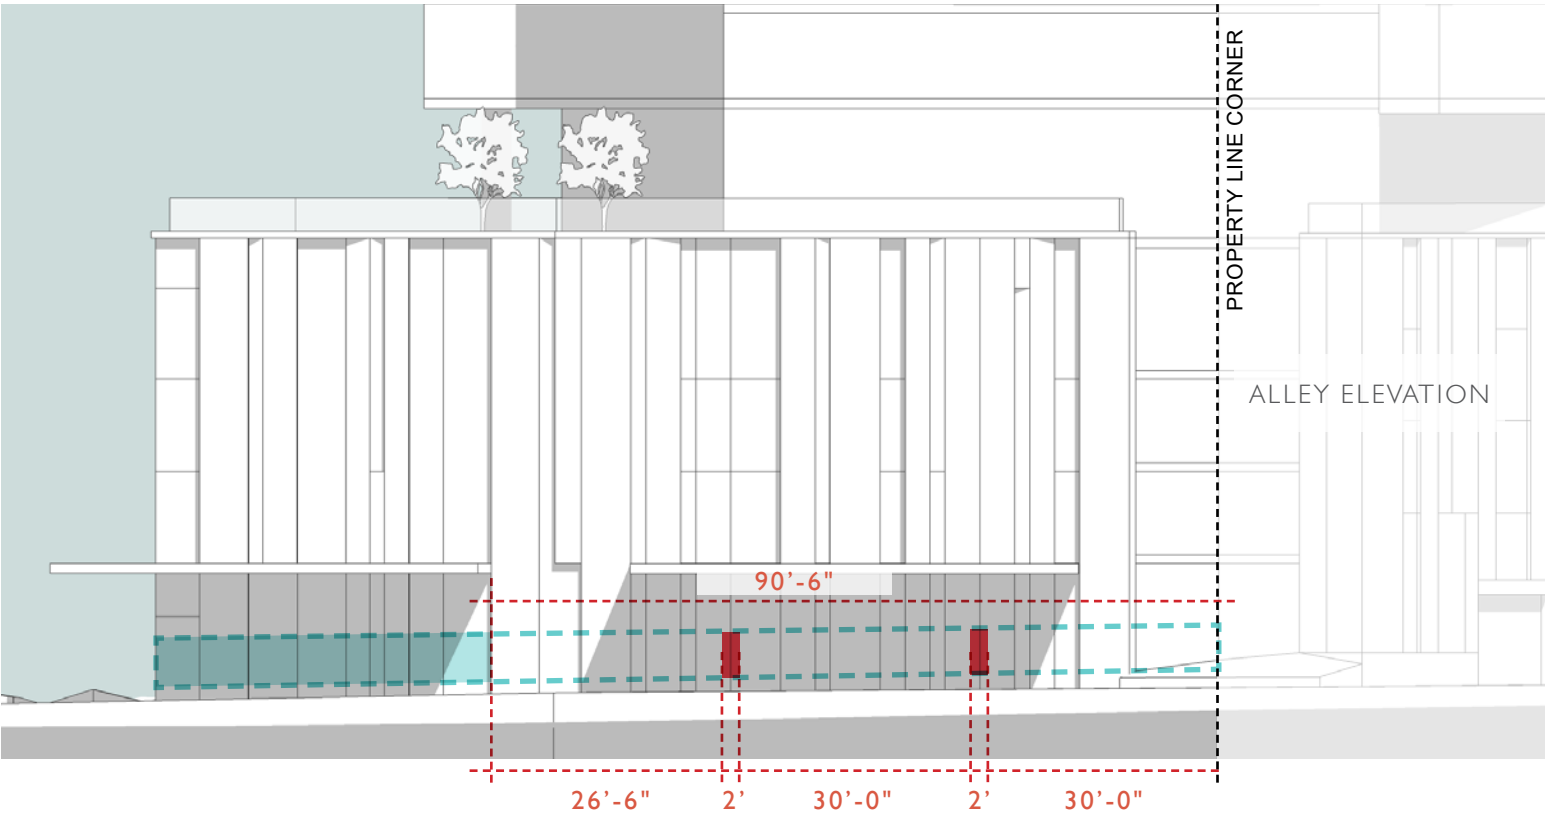 PROPERTY LINE CORNER
ALLEY ELEVATION
90'-6"
26'-6" 2' 30'-0" 2' 30'-0"